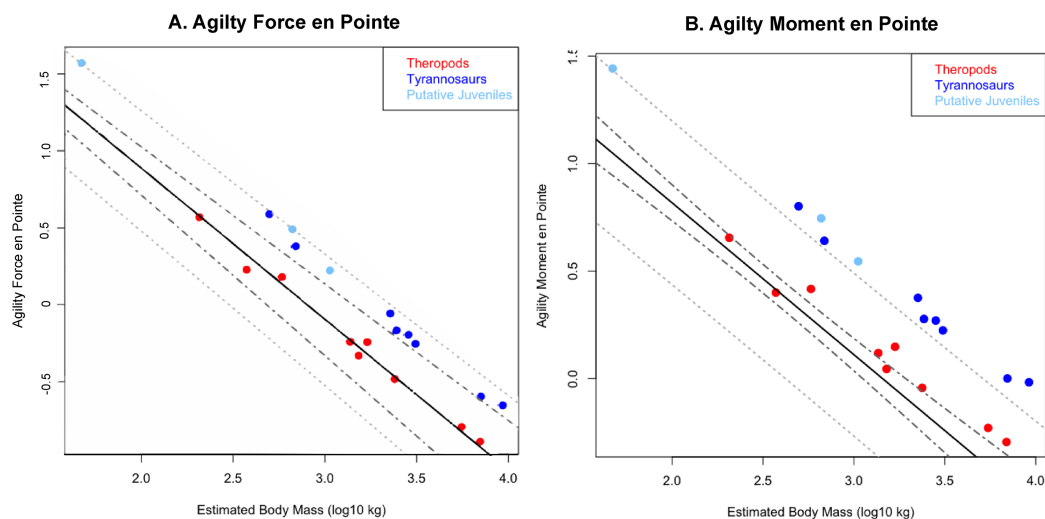 A. Agilty Force en Pointe
Theropods
Tyrannosaurs
Putative Juveniles
Agility Force en Pointe
1.5
1.0
0.5
0
-0.5
2.0 2.5 3.0 3.5 4.0
Estimated Body Mass (log10 kg)
B. Agilty Moment en Pointe
Theropods
Tyrannosaurs
Putative Juveniles
Agility Moment en Pointe
1.5
1.0
0.5
0.0
2.0 2.5 3.0 3.5 4.0
Estimated Body Mass (log10 kg)